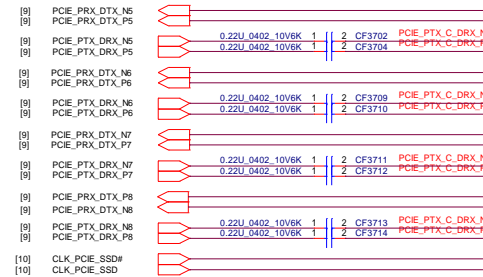 [9] PCIE_PRX_DTX_N5
[9] PCIE_PRX_DTX_P5
[9] PCIE_PTX_DRX_N5 0.22U_0402_10V6K 1 2 CF3702
[9] PCIE_PTX_DRX_P5 0.22U_0402_10V6K 1 2 CF3704
[9] PCIE_PRX_DTX_N6
[9] PCIE_PRX_DTX_P6
[9] PCIE_PTX_DRX_N6 0.22U_0402_10V6K 1 2 CF3709
[9] PCIE_PTX_DRX_P6 0.22U_0402_10V6K 1 2 CF3710
[9] PCIE_PRX_DTX_N7
[9] PCIE_PRX_DTX_P7
[9] PCIE_PTX_DRX_N7 0.22U_0402_10V6K 1 2 CF3711
[9] PCIE_PTX_DRX_P7 0.22U_0402_10V6K 1 2 CF3712
[9] PCIE_PRX_DTX_P8
[9] PCIE_PRX_DTX_N8
[9] PCIE_PTX_DRX_N8 0.22U_0402_10V6K 1 2 CF3713
[9] PCIE_PTX_DRX_P8 0.22U_0402_10V6K 1 2 CF3714
[10] CLK_PCIE_SSD#
[10] CLK_PCIE_SSD